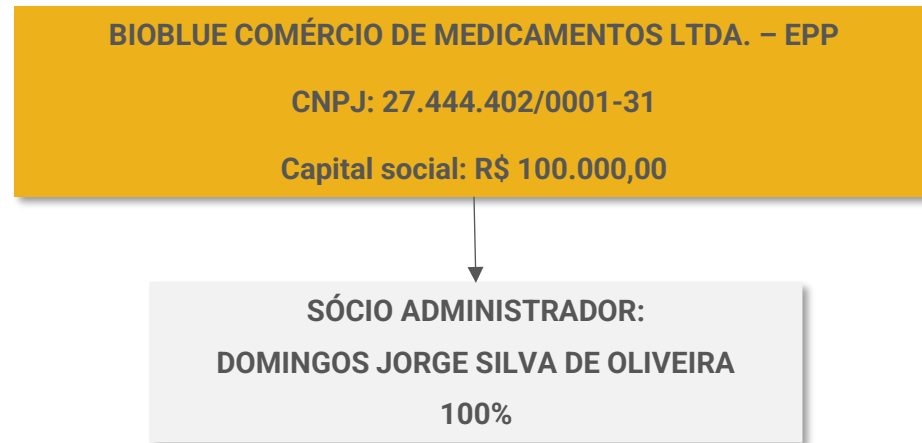 BIOBLUE COMÉRCIO DE MEDICAMENTOS LTDA. – EPP
CNPJ: 27.444.402/0001-31
Capital social: R$ 100.000,00
SÓCIO ADMINISTRADOR:
DOMINGOS JORGE SILVA DE OLIVEIRA
100%